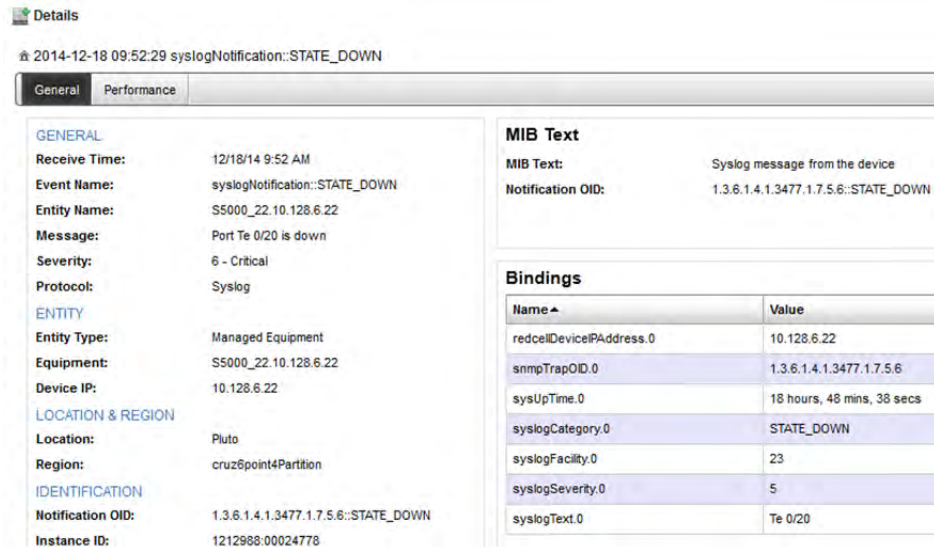 Details
2014-12-18 09:52:29 syslogNotification::STATE_DOWN
General Performance
GENERAL
Receive Time: 12/18/14 9:52 AM
Event Name: syslogNotification::STATE_DOWN
Entity Name: S5000_22.10.128.6.22
Message: Port Te 0/20 is down
Severity: 6 - Critical
Protocol: Syslog
ENTITY
Entity Type: Managed Equipment
Equipment: S5000_22.10.128.6.22
Device IP: 10.128.6.22
LOCATION & REGION
Location: Pluto
Region: cruz6point4Partition
IDENTIFICATION
Notification OID: 1.3.6.1.4.1.3477.1.7.5.6::STATE_DOWN
Instance ID: 1212988:00024778
MIB Text
MIB Text: Syslog message from the device
Notification OID: 1.3.6.1.4.1.3477.1.7.5.6::STATE_DOWN
Bindings
Name Value
redcellDeviceIPAddress.0 10.128.6.22
snmpTrapOID.0 1.3.6.1.4.1.3477.1.7.5.6
sysUpTime.0 18 hours, 48 mins, 38 secs
syslogCategory.0 STATE_DOWN
syslogFacility.0 23
syslogSeverity.0 5
syslogText.0 Te 0/20